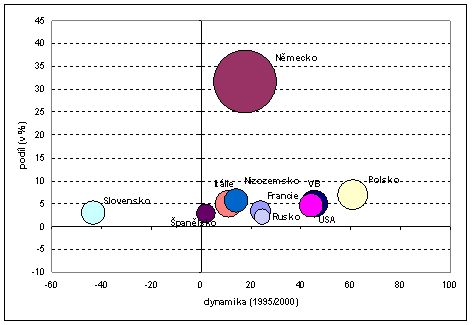 45
40
35
30
25
20
15
10
5
0
-5
-10
podíl (v %)
Německo
Itálie
Nizozemsko
Francie
VB
Polsko
Slovensko
Španělsko
Rusko
USA
-60
-40
-20
0
20
40
60
80
100
dynamika (1995/2000)